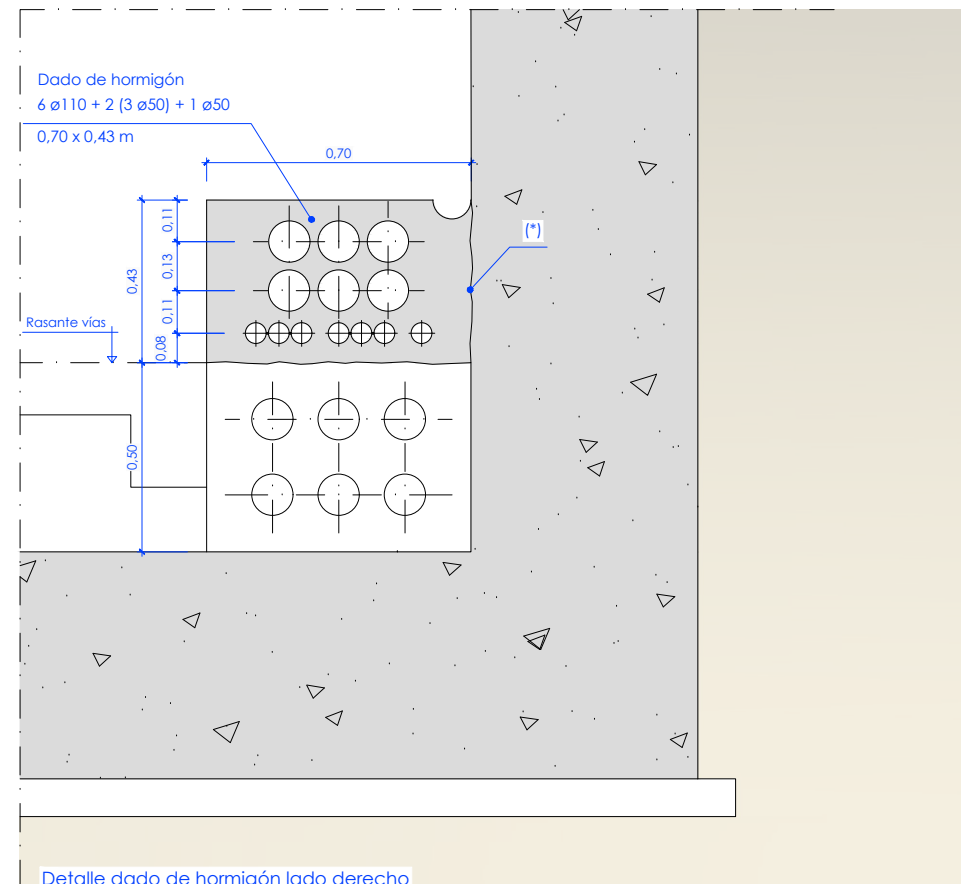 Dado de hormigón
6 ø110 + 2 (3 ø50) + 1 ø50
0,70 x 0,43 m
0,70
0,11
(*)
0,13
0,43
0,11
Rasante vías
0,08
0,50
Detalle dado de hormigón lado derecho